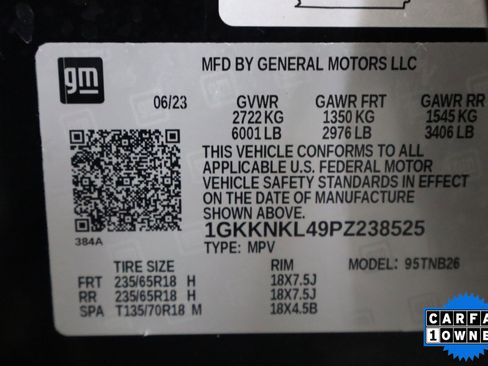 gm
MFD BY GENERAL MOTORS LLC
06/23 GVWR GAWR FRT GAWR RR
2722 KG 1350 KG 1545 KG
6001 LB 2976 LB 3406 LB
THIS VEHICLE CONFORMS TO ALL
APPLICABLE U.S. FEDERAL MOTOR
VEHICLE SAFETY STANDARDS IN EFFECT
ON THE DATE OF MANUFACTURE
SHOWN ABOVE.
384A
1GKKNKL49PZ238525
TYPE: MPV
TIRE SIZE RIM MODEL: 95TNB26
FRT 235/65R18 H 18X7.5J
RR 235/65R18 H 18X7.5J
SPA T135/70R18 M 18X4.5B
CARFA
1 OWNE